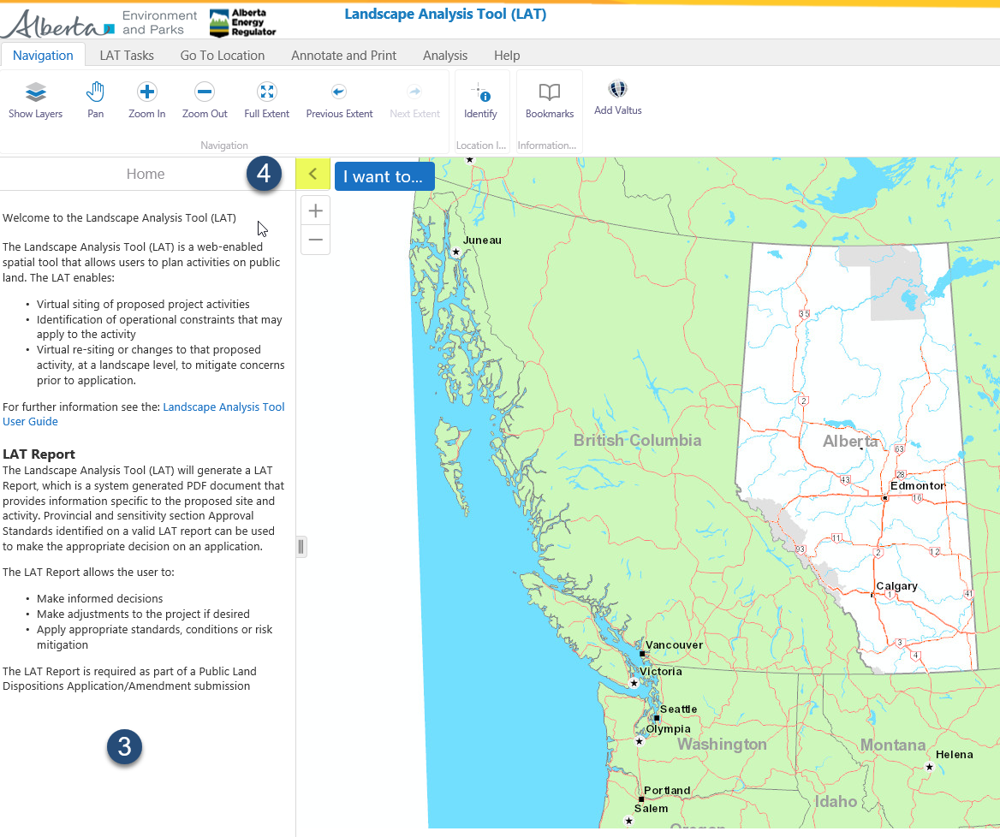 Alberta
Environment
and Parks
Alberta
Energy
Regulator
Landscape Analysis Tool (LAT)
Navigation
LAT Tasks
Go To Location
Annotate and Print
Analysis
Help
Show Layers
Pan
Zoom In
Zoom Out
Full Extent
Previous Extent
Next Extent
Identify
Bookmarks
Add Valtus
Navigation
Location I...
Information...
Home
4
I want to...
Welcome to the Landscape Analysis Tool (LAT)
The Landscape Analysis Tool (LAT) is a web-enabled
spatial tool that allows users to plan activities on public
land. The LAT enables:
• Virtual siting of proposed project activities
• Identification of operational constraints that may
apply to the activity
• Virtual re-siting or changes to that proposed
activity, at a landscape level, to mitigate concerns
prior to application.
For further information see the: Landscape Analysis Tool
User Guide
LAT Report
The Landscape Analysis Tool (LAT) will generate a LAT
Report, which is a system generated PDF document that
provides information specific to the proposed site and
activity. Provincial and sensitivity section Approval
Standards identified on a valid LAT report can be used
to make the appropriate decision on an application.
The LAT Report allows the user to:
• Make informed decisions
• Make adjustments to the project if desired
• Apply appropriate standards, conditions or risk
mitigation
The LAT Report is required as part of a Public Land
Dispositions Application/Amendment submission
3
Juneau
35
2
British Columbia
Alberta
63
28
43
Edmonton
16
11
93
2
12
Calgary
1
41
3
4
Vancouver
Victoria
Seattle
Olympia
Washington
Montana
Helena
Portland
Salem
Idaho
Oregon